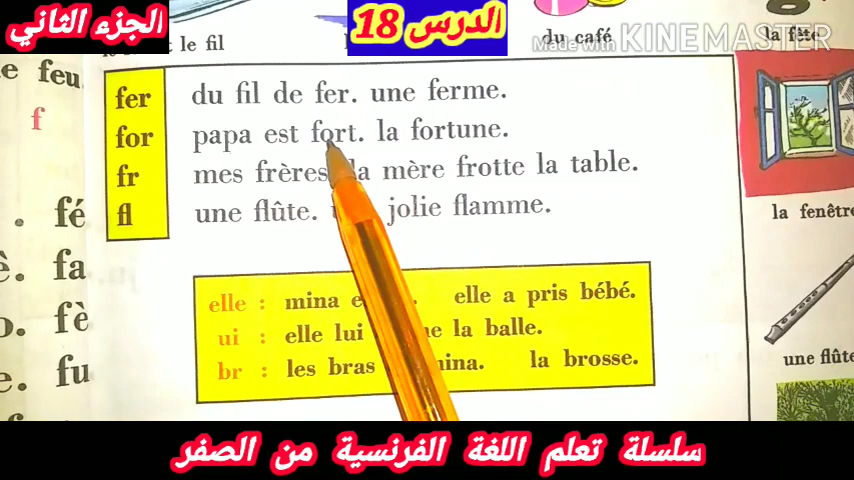 الجزء الثاني
الدرس 18
Made with KINEMASTER
le fil
du café
la fête
e feu
f
fé
fa
fè
fu
fer du fil de fer. une ferme.
for papa est fort. la fortune.
fr mes frères la mère frotte la table.
fl une flûte. jolie flamme.
elle : mina elle a pris bébé.
ui : elle lui la balle.
br : les bras mina. la brosse.
la fenêtre
une flûte
سلسلة تعلم اللغة الفرنسية من الصفر